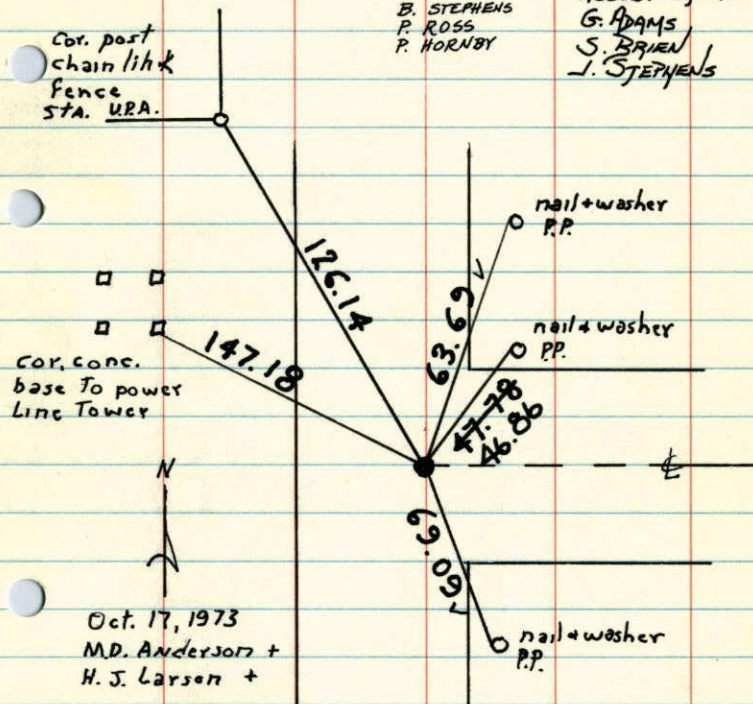 B. STEPHENS
P. ROSS
P. HORNBY
G. ADAMS
S. BRIEN
J. STEPHENS
Cor. post
chain link
fence
STA. U.P.A.
nail + washer
P.P.
126.14
63.69 ✓
nail + washer
P.P.
147.18
Cor. conc.
base To power
Line Tower
47.78
46.86
N
℄
69.09 ✓
Oct. 17, 1973
M.D. Anderson +
H. J. Larsen +
nail + washer
P.P.